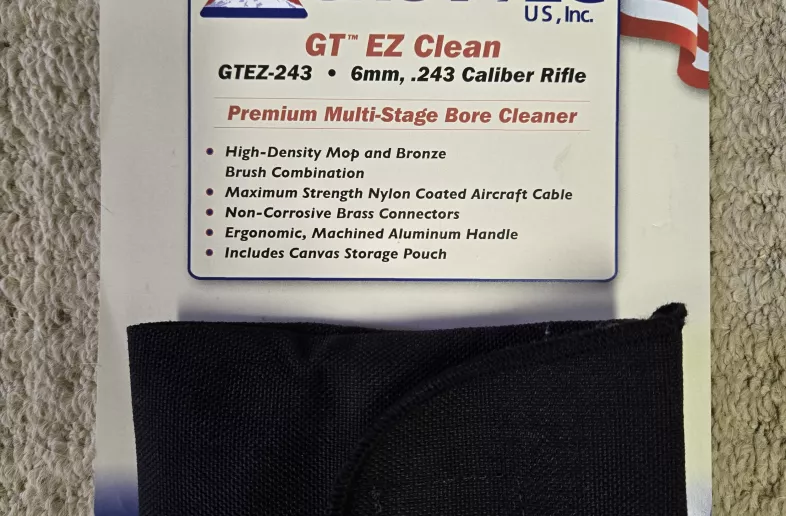 US, Inc.
GT™ EZ Clean
GTEZ-243 • 6mm, .243 Caliber Rifle
Premium Multi-Stage Bore Cleaner
• High-Density Mop and Bronze
Brush Combination
• Maximum Strength Nylon Coated Aircraft Cable
• Non-Corrosive Brass Connectors
• Ergonomic, Machined Aluminum Handle
• Includes Canvas Storage Pouch